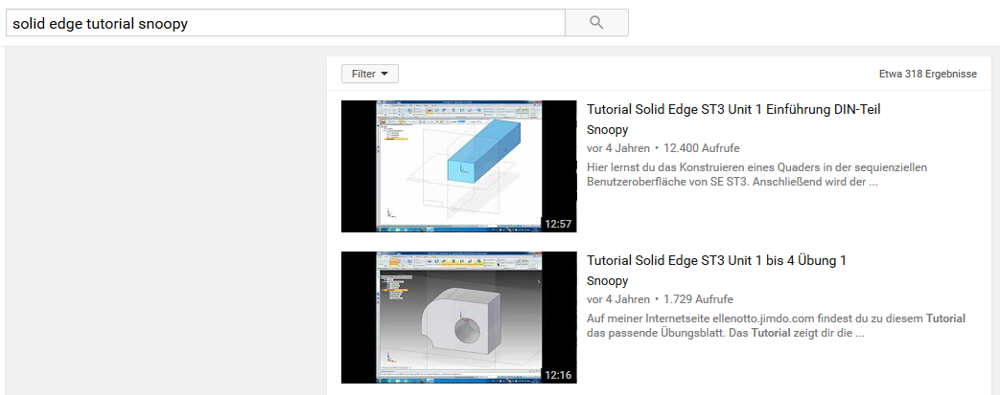 solid edge tutorial snoopy
Filter
Etwa 318 Ergebnisse
Tutorial Solid Edge ST3 Unit 1 Einführung DIN-Teil
Snoopy
vor 4 Jahren • 12.400 Aufrufe
Hier lernst du das Konstruieren eines Quaders in der sequienziellen
Benutzeroberfläche von SE ST3. Anschließend wird der ...
12:57
Tutorial Solid Edge ST3 Unit 1 bis 4 Übung 1
Snoopy
vor 4 Jahren • 1.729 Aufrufe
Auf meiner Internetseite ellenotto.jimdo.com findest du zu diesem Tutorial
das passende Übungsblatt. Das Tutorial zeigt dir die ...
12:16